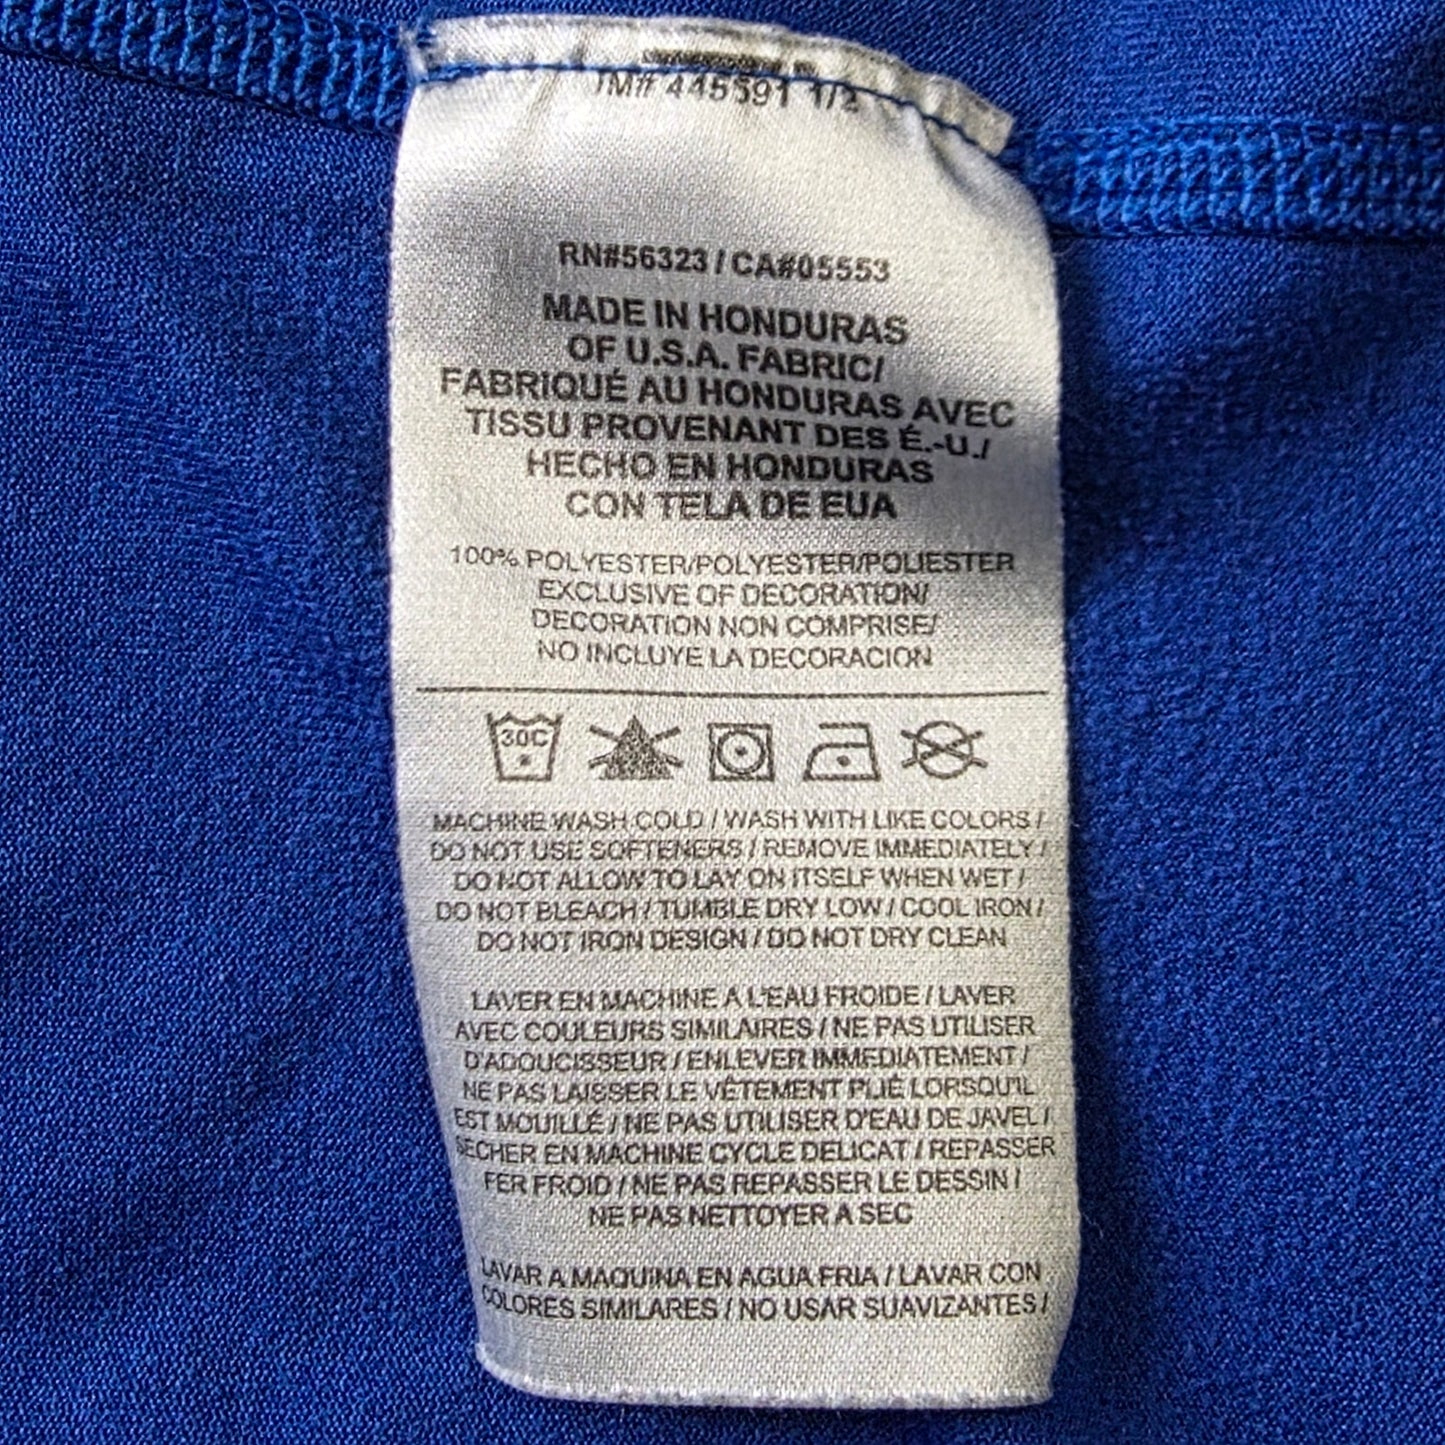 IM# 445591 1/2
RN#56323 / CA#05553
MADE IN HONDURAS
OF U.S.A. FABRIC/
FABRIQUÉ AU HONDURAS AVEC
TISSU PROVENANT DES É.-U./
HECHO EN HONDURAS
CON TELA DE EUA
100% POLYESTER/POLYESTER/POLIESTER
EXCLUSIVE OF DECORATION/
DECORATION NON COMPRISE/
NO INCLUYE LA DECORACION
30C
MACHINE WASH COLD / WASH WITH LIKE COLORS /
DO NOT USE SOFTENERS / REMOVE IMMEDIATELY /
DO NOT ALLOW TO LAY ON ITSELF WHEN WET /
DO NOT BLEACH / TUMBLE DRY LOW / COOL IRON /
DO NOT IRON DESIGN / DO NOT DRY CLEAN
LAVER EN MACHINE A L'EAU FROIDE / LAVER
AVEC COULEURS SIMILAIRES / NE PAS UTILISER
D'ADOUCISSEUR / ENLEVER IMMEDIATEMENT /
NE PAS LAISSER LE VÊTEMENT PLIÉ LORSQU'IL
EST MOUILLÉ / NE PAS UTILISER D'EAU DE JAVEL /
SECHER EN MACHINE CYCLE DELICAT / REPASSER
FER FROID / NE PAS REPASSER LE DESSIN /
NE PAS NETTOYER A SEC
LAVAR A MAQUINA EN AGUA FRIA / LAVAR CON
COLORES SIMILARES / NO USAR SUAVIZANTES /